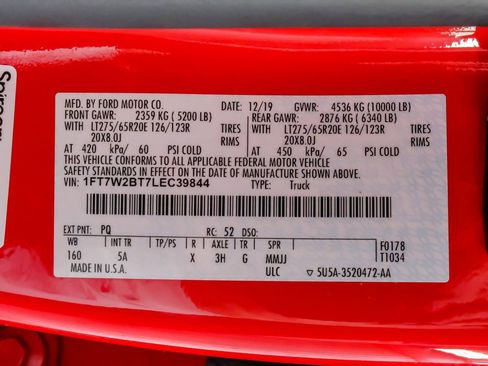 MFD. BY FORD MOTOR CO. 12/19 GVWR: 4536 KG (10000 LB)
FRONT GAWR: 2359 KG (5200 LB) REAR GAWR: 2876 KG (6340 LB)
WITH LT275/65R20E 126/123R TIRES WITH LT275/65R20E 126/123R TIRES
20X8.0J RIMS 20X8.0J RIMS
AT 420 kPa/ 60 PSI COLD AT 450 kPa/ 65 PSI COLD
THIS VEHICLE CONFORMS TO ALL APPLICABLE FEDERAL MOTOR VEHICLE
SAFETY STANDARDS IN EFFECT ON THE DATE OF MANUFACTURE SHOWN ABOVE.
VIN: 1FT7W2BT7LEC39844 TYPE: Truck
EXT PNT: PQ RC: 52 DSO:
WB INT TR TP/PS R AXLE TR SPR F0178
160 5A X 3H G MMJJ T1034
MADE IN U.S.A. ULC 5U5A-3520472-AA